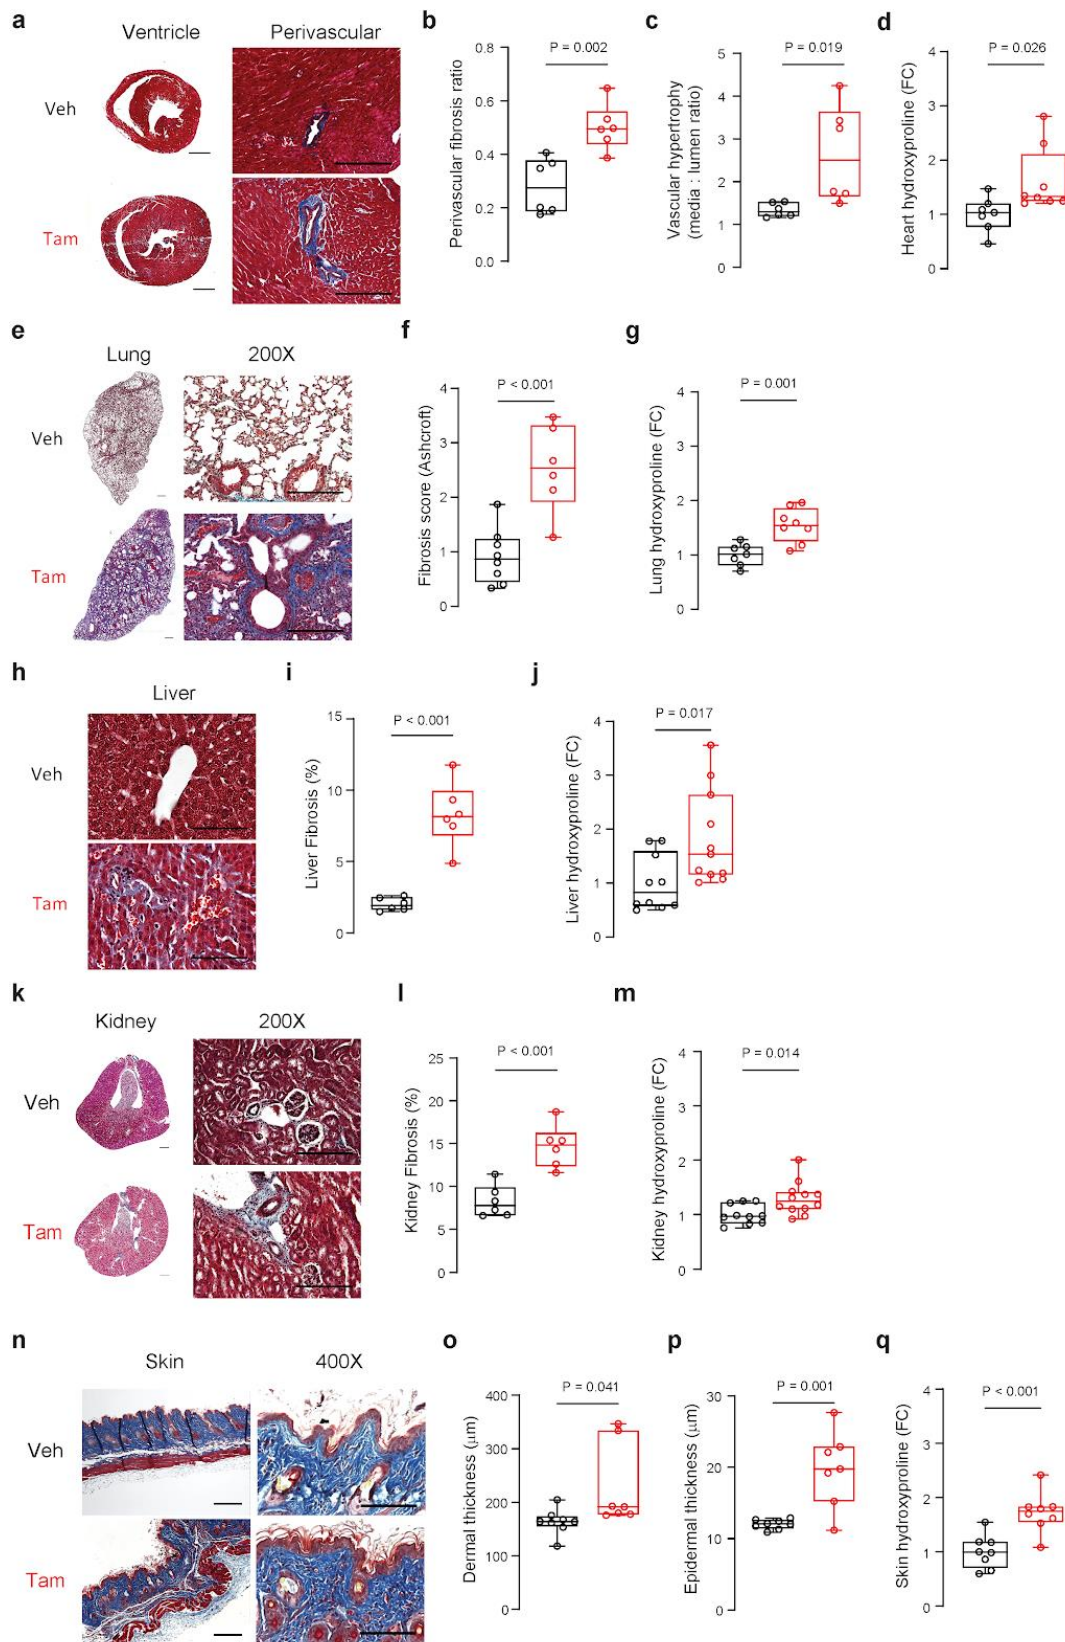 a
Ventricle
Perivascular
Veh
Tam
b
P = 0.002
Perivascular fibrosis ratio
0.8
0.6
0.4
0.2
0.0
c
P = 0.019
Vascular hypertrophy
(media : lumen ratio)
5
4
3
2
1
0
d
P = 0.026
Heart hydroxyproline (FC)
4
3
2
1
0
e
Lung
200X
Veh
Tam
f
P < 0.001
Fibrosis score (Ashcroft)
4
3
2
1
0
g
P = 0.001
Lung hydroxyproline (FC)
4
3
2
1
0
h
Liver
Veh
Tam
i
P < 0.001
Liver Fibrosis (%)
15
10
5
0
j
P = 0.017
Liver hydroxyproline (FC)
4
3
2
1
0
k
Kidney
200X
Veh
Tam
l
P < 0.001
Kidney Fibrosis (%)
25
20
15
10
5
0
m
P = 0.014
Kidney hydroxyproline (FC)
4
3
2
1
0
n
Skin
400X
Veh
Tam
o
P = 0.041
Dermal thickness (μm)
400
300
200
100
0
p
P = 0.001
Epidermal thickness (μm)
30
20
10
0
q
P < 0.001
Skin hydroxyproline (FC)
4
3
2
1
0